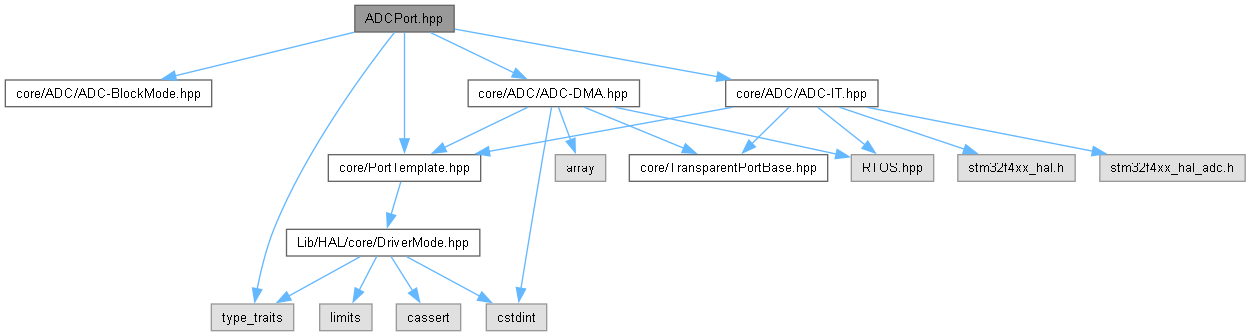 ADCPort.hpp
core/ADC/ADC-BlockMode.hpp
core/ADC/ADC-DMA.hpp
core/ADC/ADC-IT.hpp
core/PortTemplate.hpp
array
core/TransparentPortBase.hpp
RTOS.hpp
stm32f4xx_hal.h
stm32f4xx_hal_adc.h
Lib/HAL/core/DriverMode.hpp
type_traits
limits
cassert
cstdint